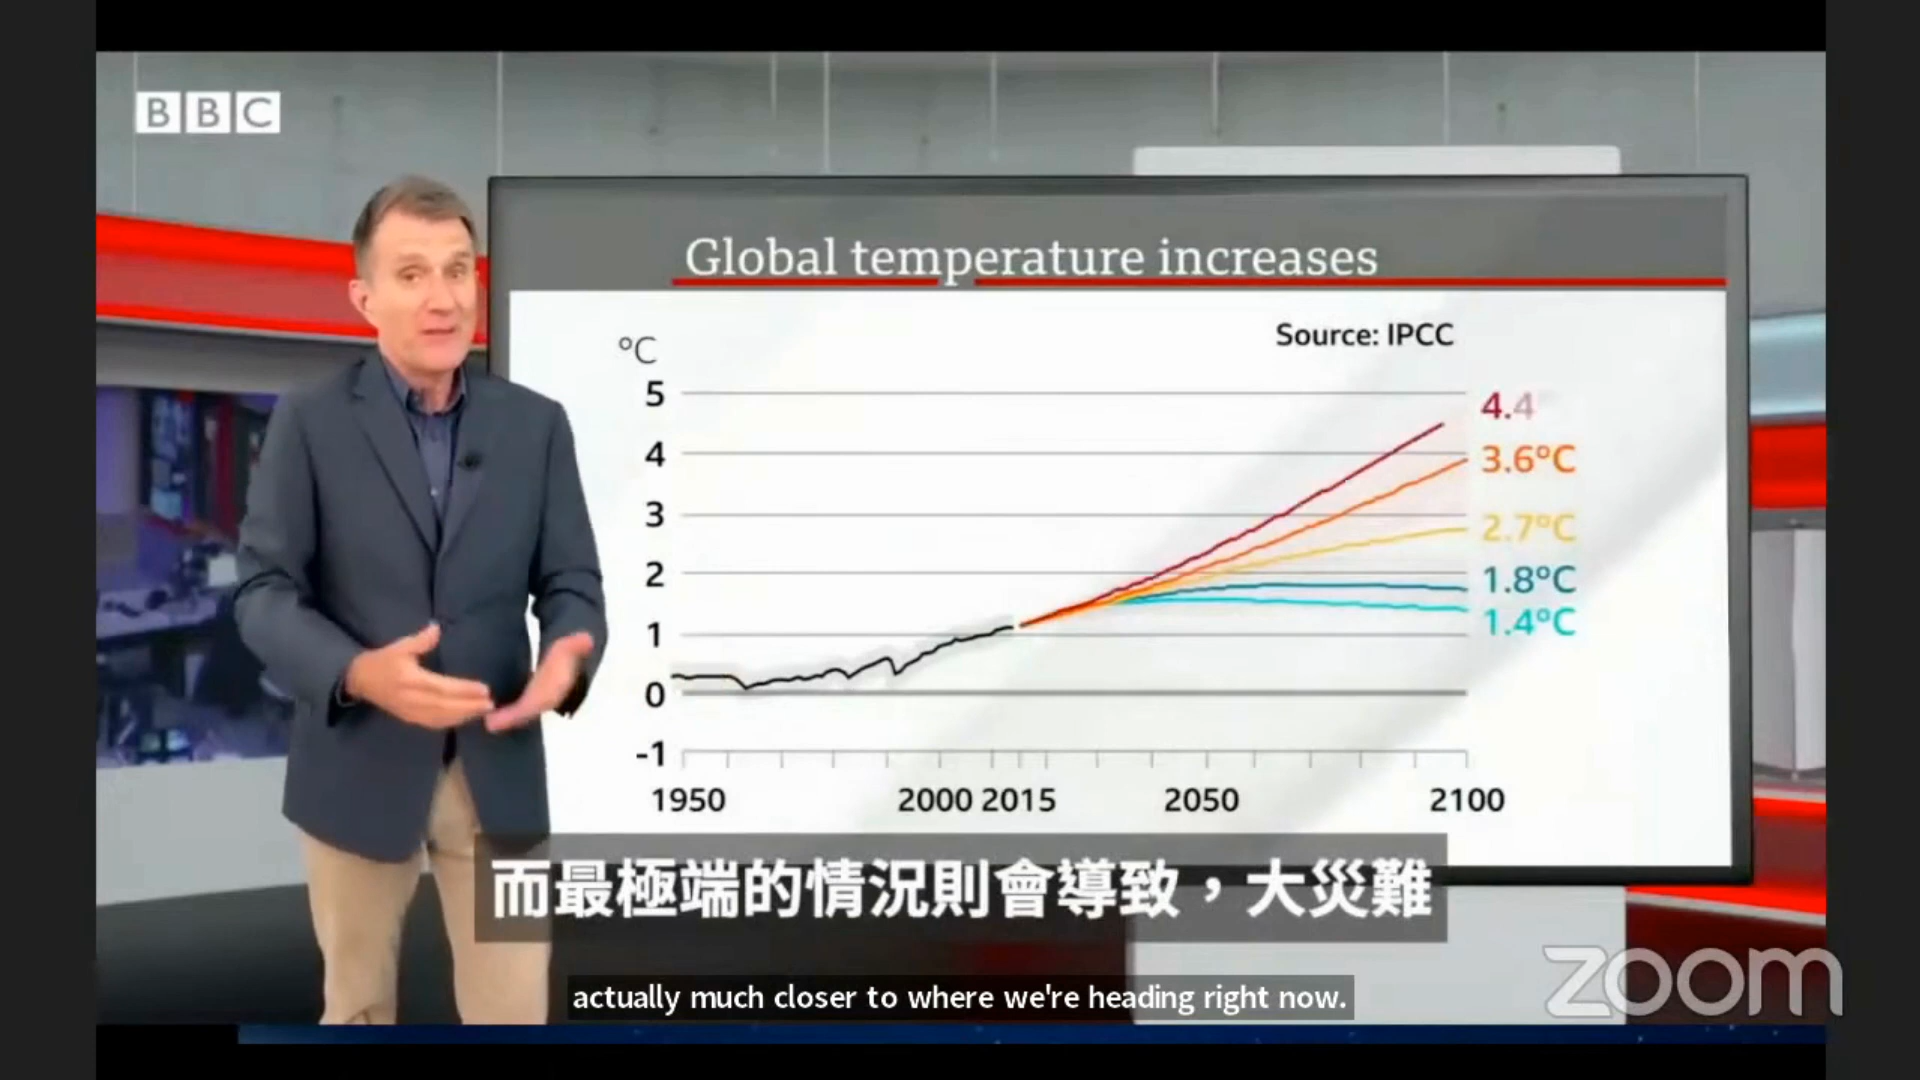 BBC
Global temperature increases
Source: IPCC
°C
5
4
3
2
1
0
-1
4.4
3.6°C
2.7°C
1.8°C
1.4°C
1950 2000 2015 2050 2100
而最極端的情況則會導致，大災難
actually much closer to where we're heading right now.
zoom